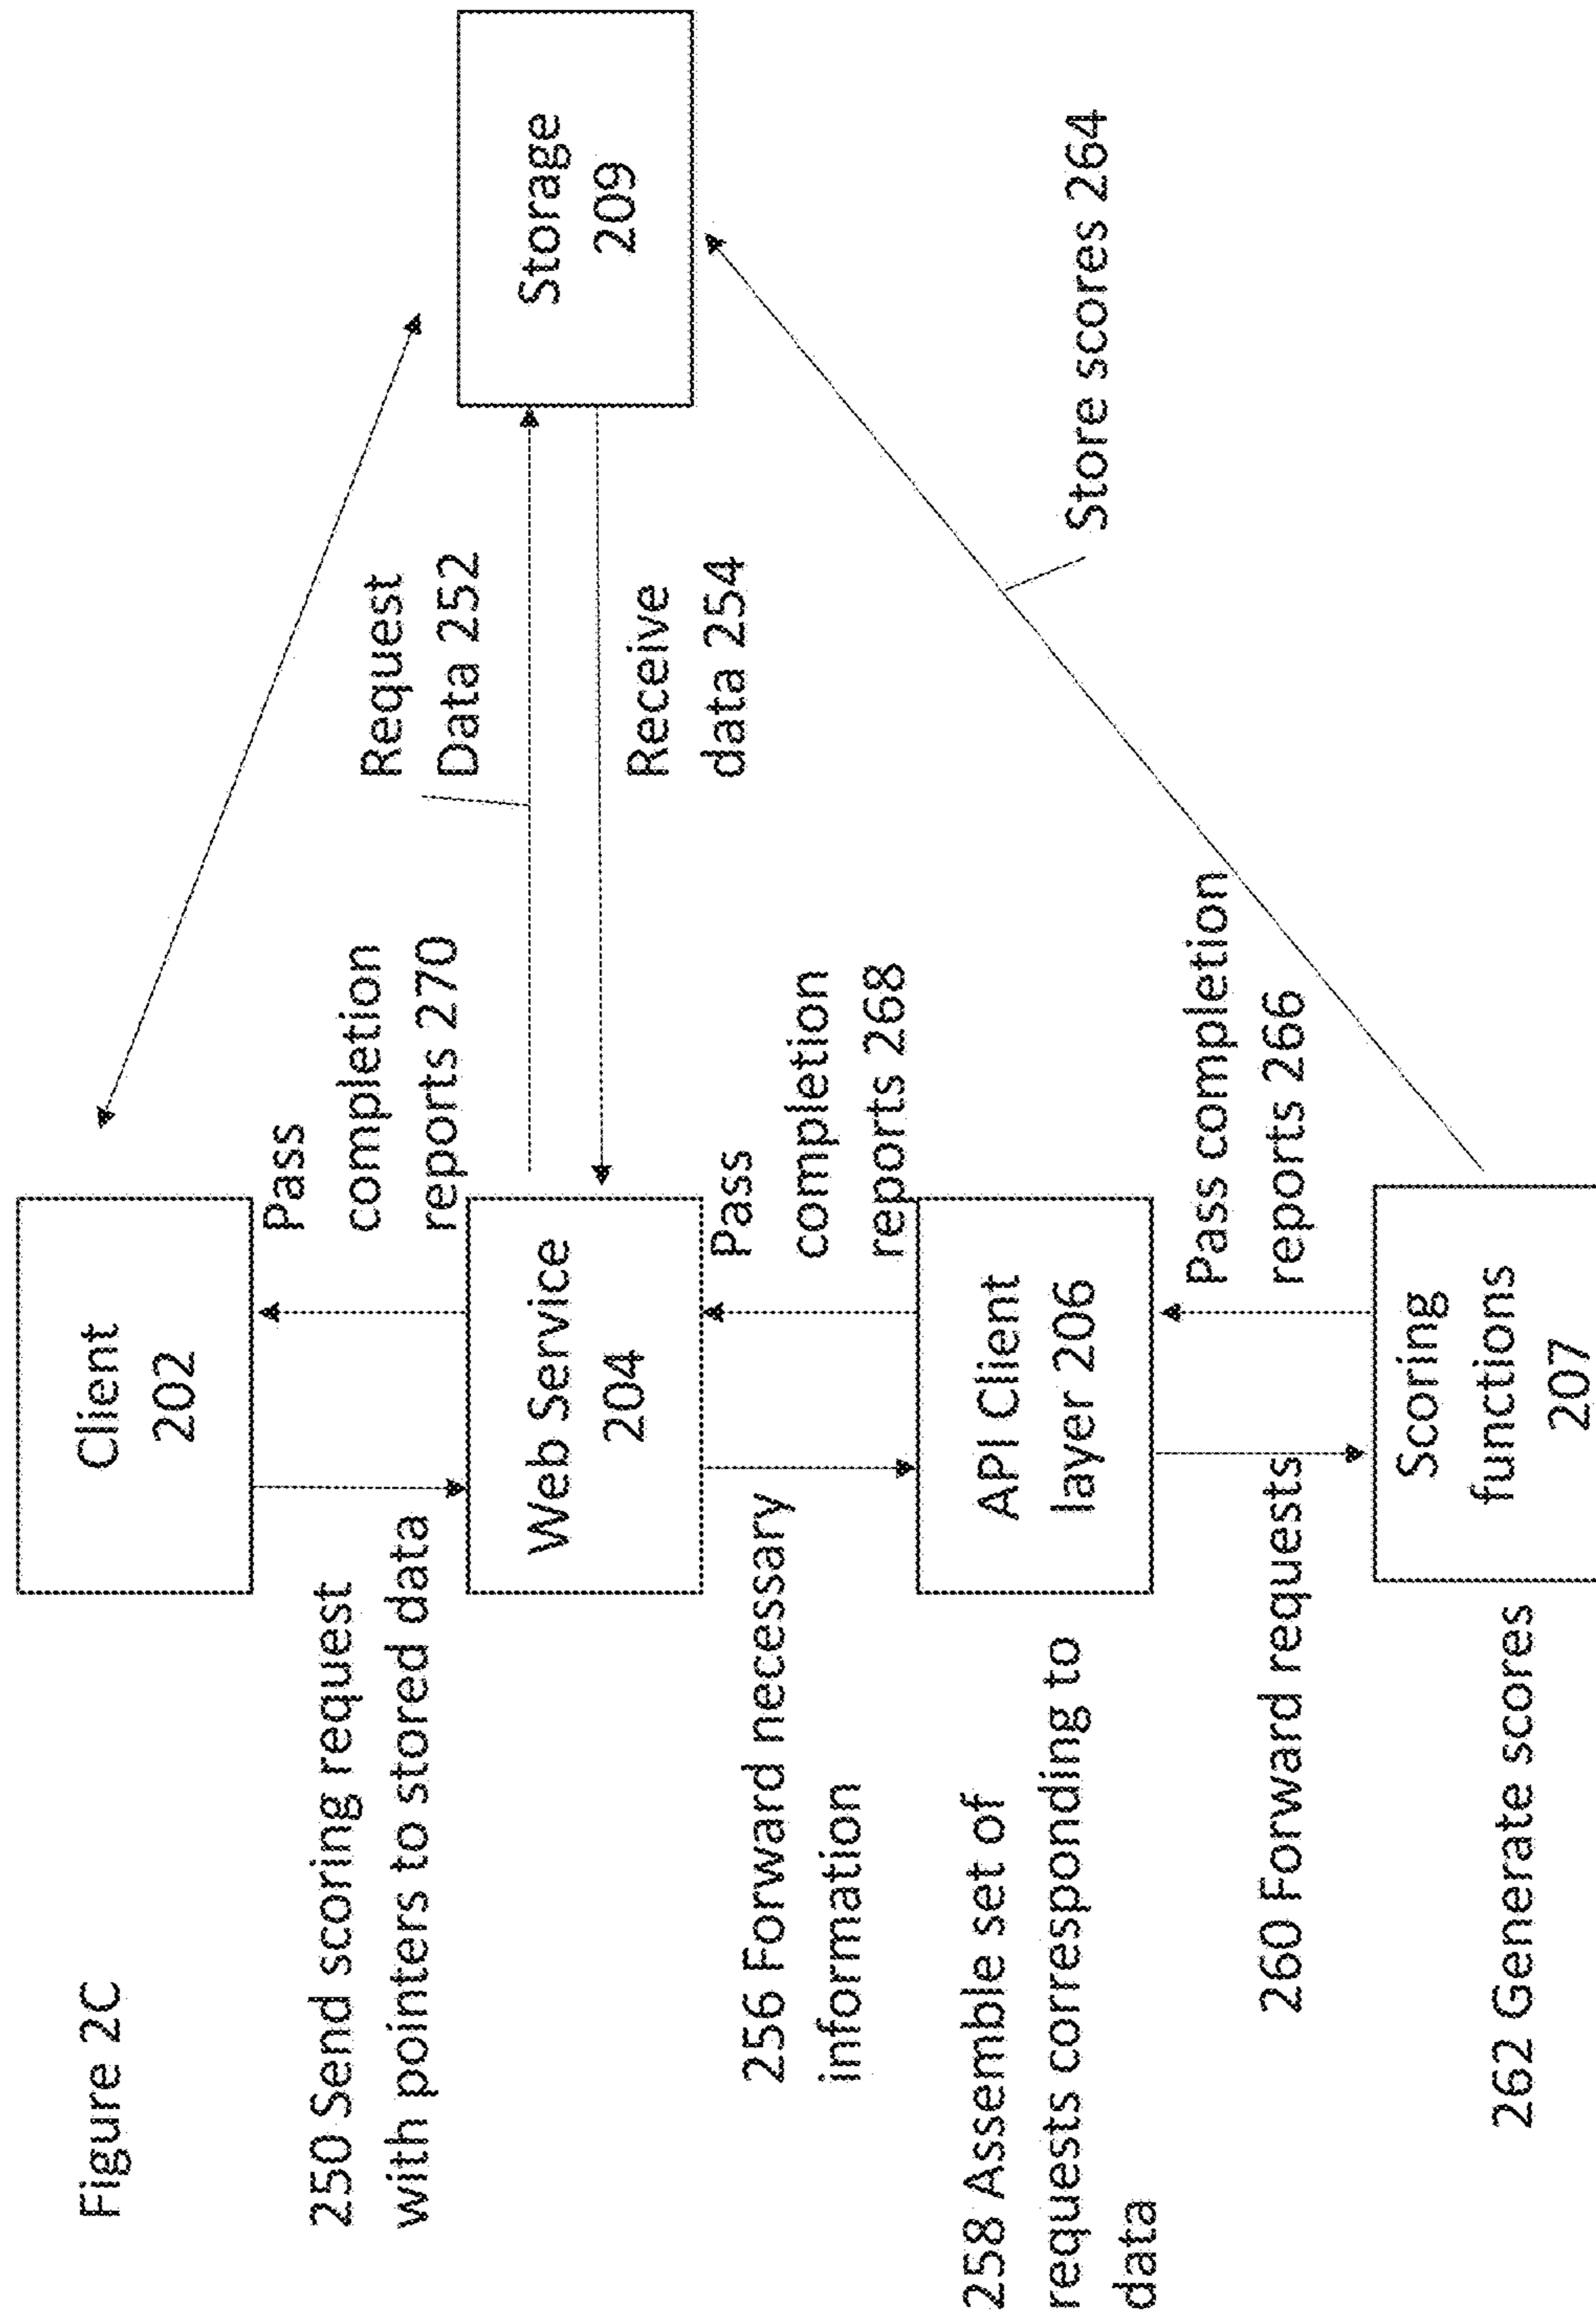 Figure 2C
Client
202
250 Send scoring request
with pointers to stored data
Pass
completion
reports 270
Request
Data 252
Storage
209
Web Service
204
Receive
data 254
256 Forward necessary
information
Pass
completion
reports 268
API Client
layer 206
258 Assemble set of
requests corresponding to
data
Store scores 264
Pass completion
reports 266
260 Forward requests
Scoring
functions
207
262 Generate scores